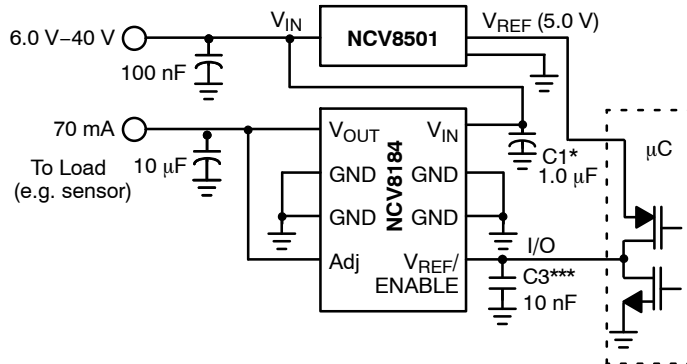 6.0 V–40 V
V_IN
NCV8501
V_REF (5.0 V)
100 nF
70 mA
To Load
(e.g. sensor)
10 μF
V_OUT
V_IN
GND
GND
GND
GND
NCV8184
Adj
V_REF/
ENABLE
C1*
1.0 μF
μC
I/O
C3***
10 nF